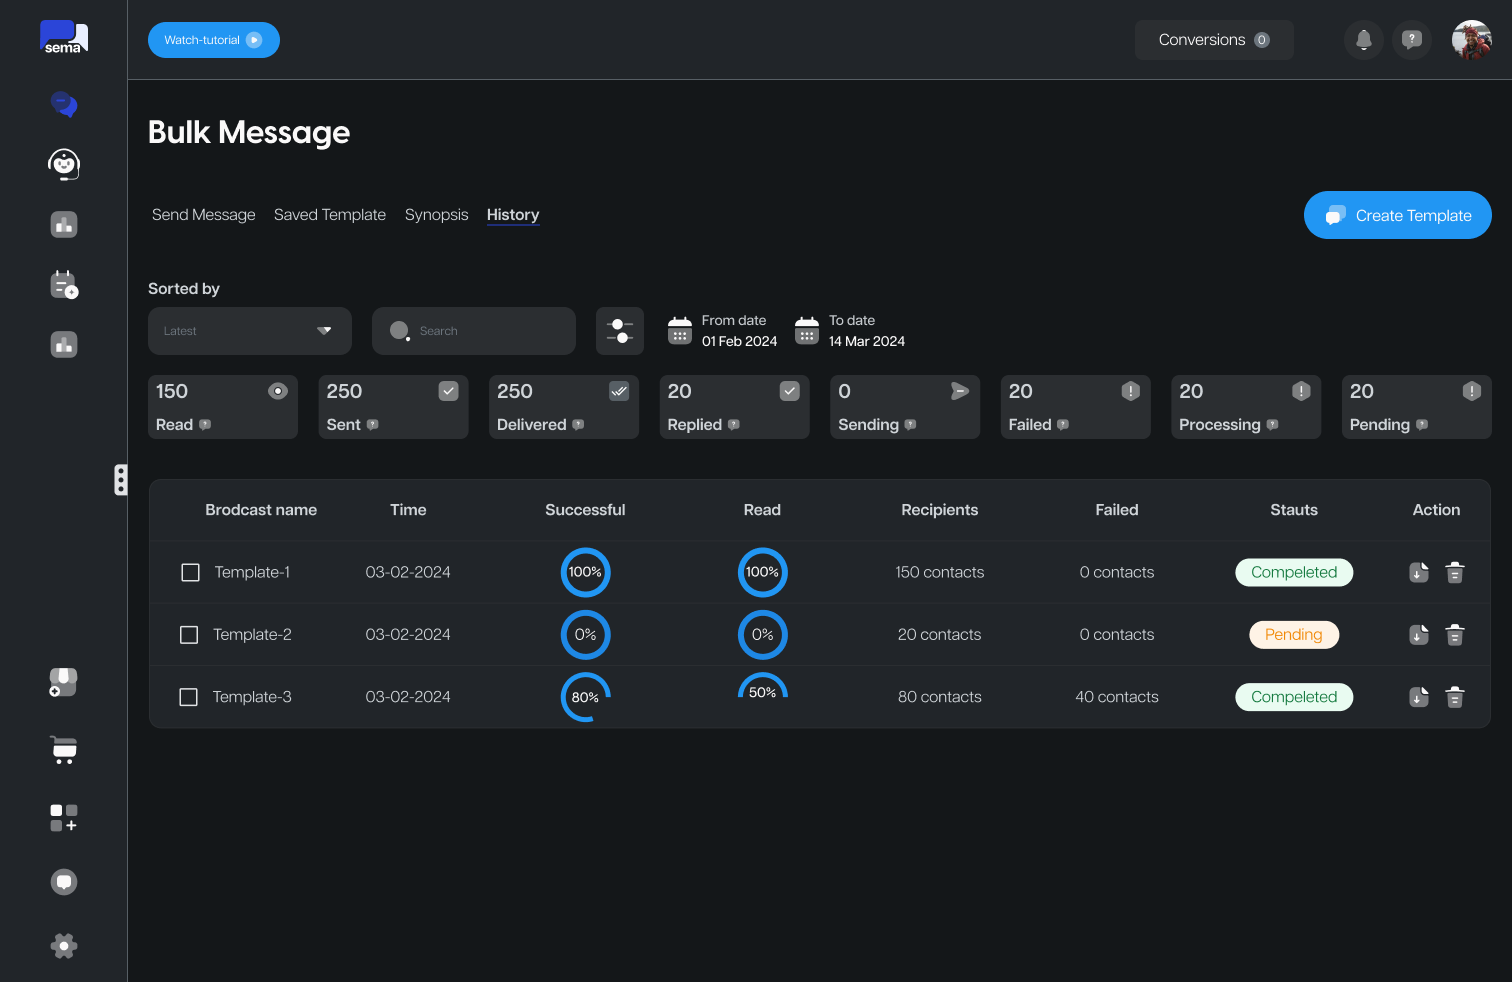 sema
Watch-tutorial
Conversions 0
?
Bulk Message
Send Message Saved Template Synopsis History
Create Template
Sorted by
Latest
Search
From date
01 Feb 2024
To date
14 Mar 2024
150
Read ?
250
Sent ?
250
Delivered ?
20
Replied ?
0
Sending ?
20 !
Failed ?
20 !
Processing ?
20 !
Pending ?
Brodcast name Time Successful Read Recipients Failed Stauts Action
Template-1 03-02-2024 100% 100% 150 contacts 0 contacts Compeleted
Template-2 03-02-2024 0% 0% 20 contacts 0 contacts Pending
Template-3 03-02-2024 80% 50% 80 contacts 40 contacts Compeleted